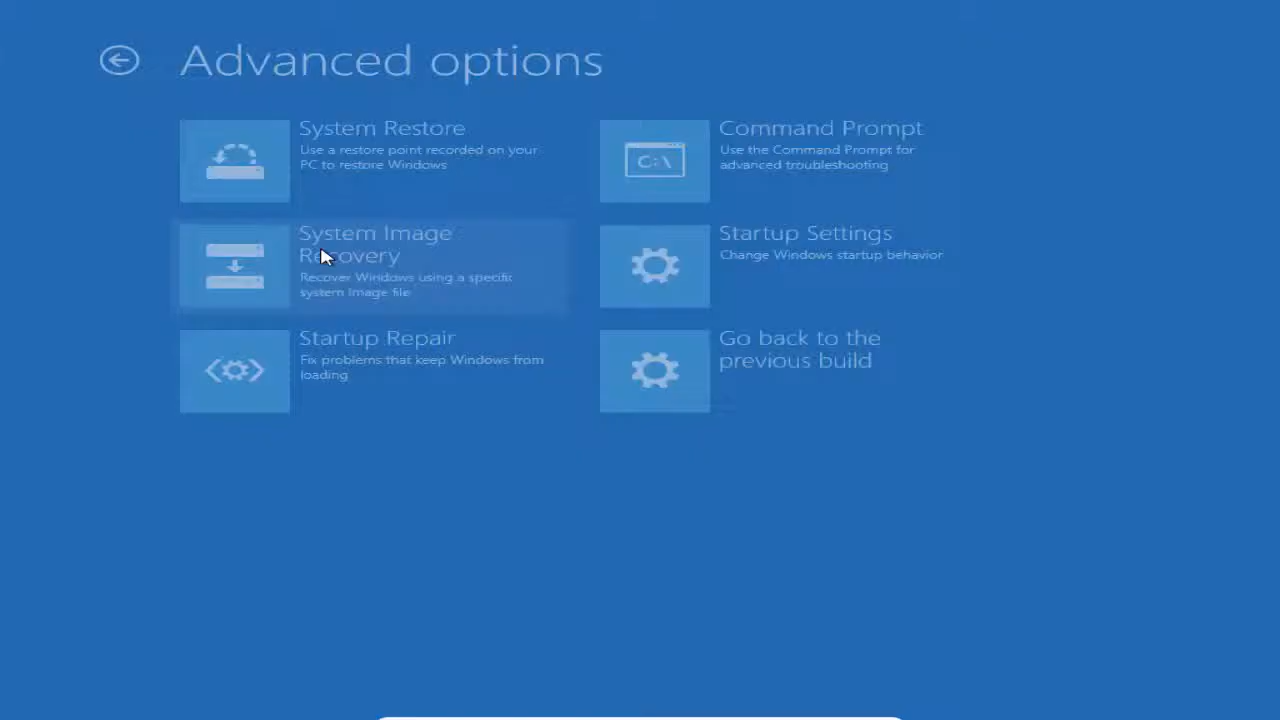 Advanced options
System Restore
Use a restore point recorded on your
PC to restore Windows
Command Prompt
Use the Command Prompt for
advanced troubleshooting
C:\
System Image
Recovery
Recover Windows using a specific
system image file
Startup Settings
Change Windows startup behavior
Startup Repair
Fix problems that keep Windows from
loading
Go back to the
previous build